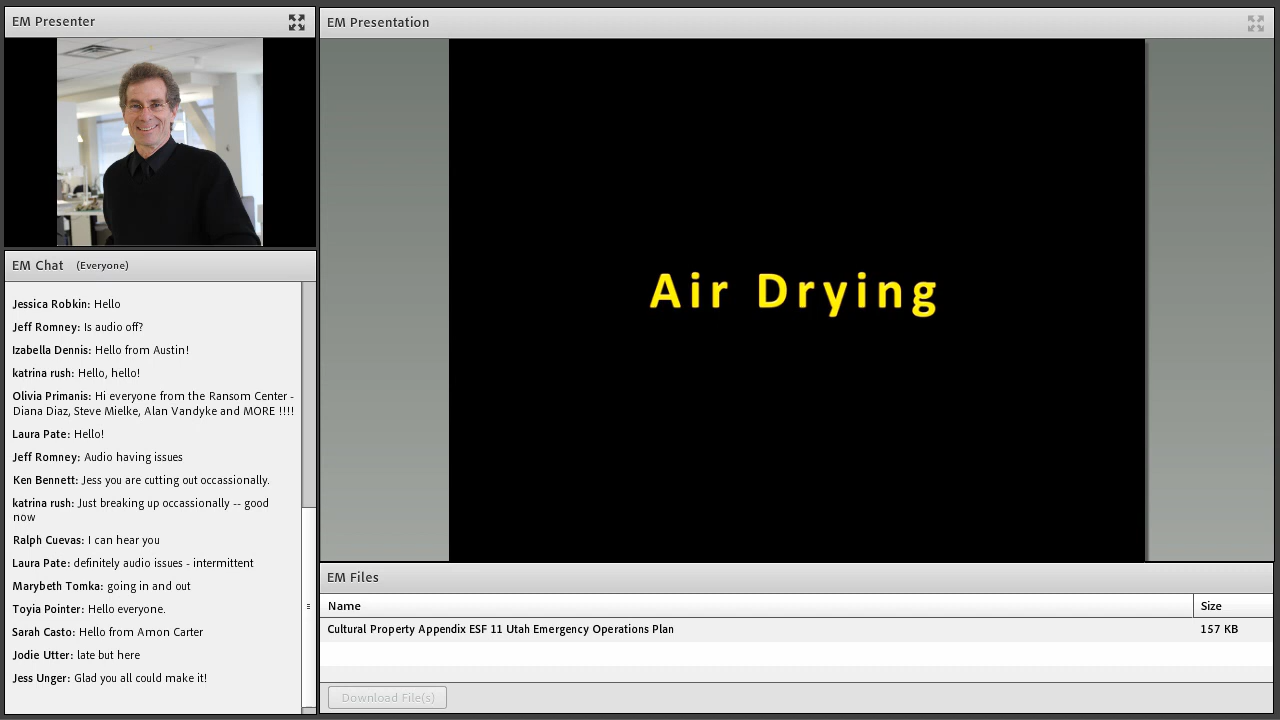 EM Presenter
EM Presentation
Air Drying
EM Chat (Everyone)
Jessica Robkin: Hello
Jeff Romney: Is audio off?
Izabella Dennis: Hello from Austin!
katrina rush: Hello, hello!
Olivia Primanis: Hi everyone from the Ransom Center -
Diana Diaz, Steve Mielke, Alan Vandyke and MORE !!!!
Laura Pate: Hello!
Jeff Romney: Audio having issues
Ken Bennett: Jess you are cutting out occassionally.
katrina rush: Just breaking up occassionally -- good
now
Ralph Cuevas: I can hear you
Laura Pate: definitely audio issues - intermittent
Marybeth Tomka: going in and out
Toyia Pointer: Hello everyone.
Sarah Casto: Hello from Amon Carter
Jodie Utter: late but here
Jess Unger: Glad you all could make it!
EM Files
Name Size
Cultural Property Appendix ESF 11 Utah Emergency Operations Plan 157 KB
Download File(s)